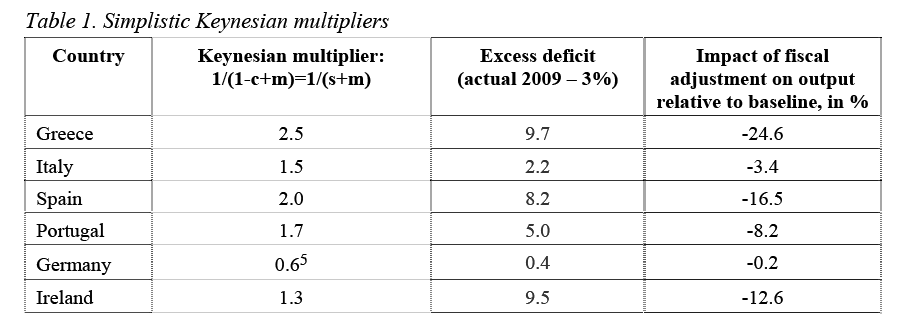 Table 1. Simplistic Keynesian multipliers
Country Keynesian multiplier: Excess deficit Impact of fiscal
1/(1-c+m)=1/(s+m) (actual 2009 – 3%) adjustment on output
relative to baseline, in %
Greece 2.5 9.7 -24.6
Italy 1.5 2.2 -3.4
Spain 2.0 8.2 -16.5
Portugal 1.7 5.0 -8.2
Germany 0.6⁵ 0.4 -0.2
Ireland 1.3 9.5 -12.6